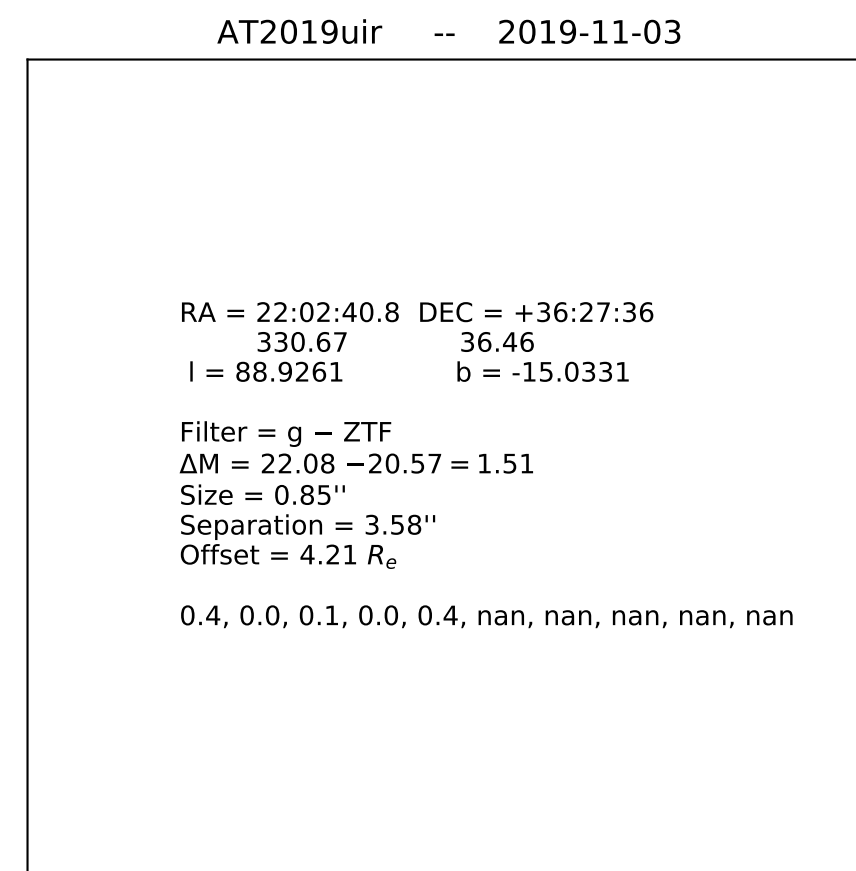 AT2019uir -- 2019-11-03
RA = 22:02:40.8 DEC = +36:27:36
330.67 36.46
l = 88.9261 b = -15.0331
Filter = g − ZTF
ΔM = 22.08 −20.57 = 1.51
Size = 0.85''
Separation = 3.58''
Offset = 4.21 Rₑ
0.4, 0.0, 0.1, 0.0, 0.4, nan, nan, nan, nan, nan